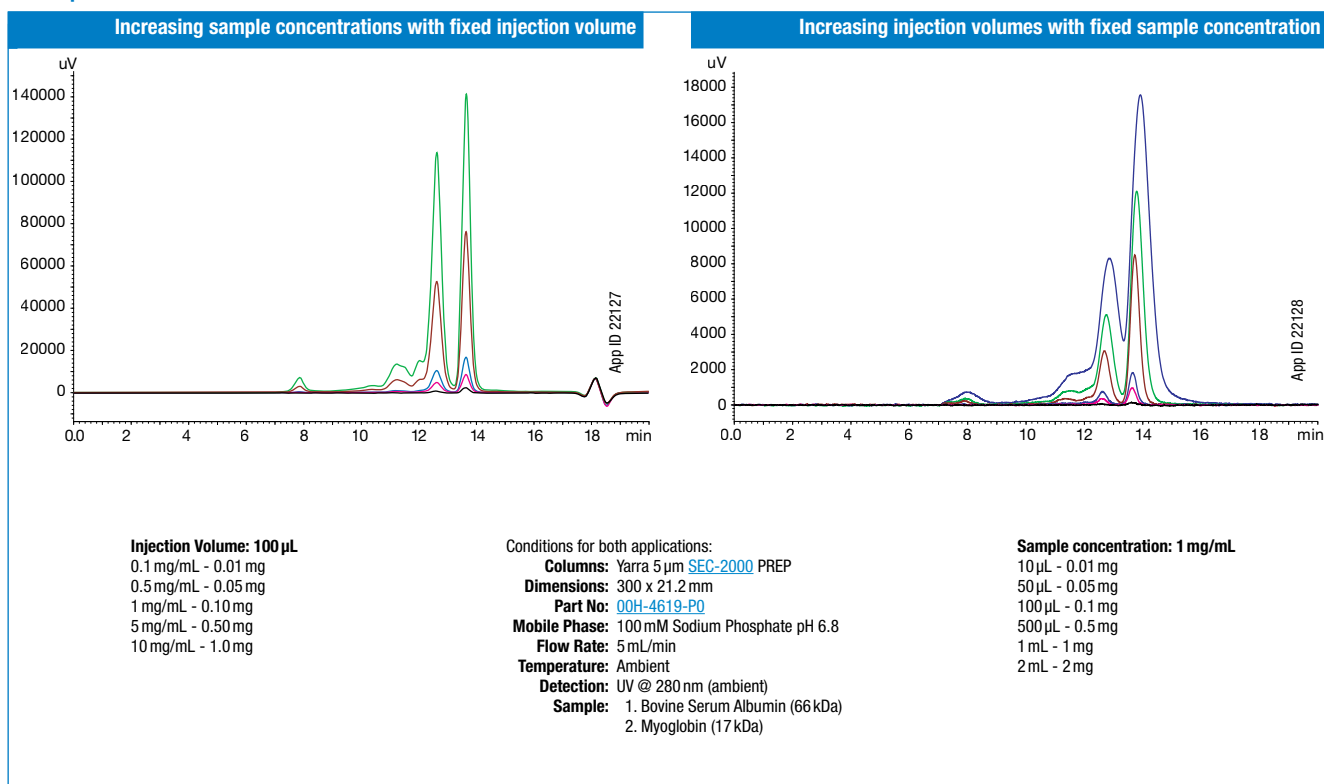 Increasing sample concentrations with fixed injection volume
Increasing injection volumes with fixed sample concentration
uV
140000
120000
100000
80000
60000
40000
20000
0
0.0 2 4 6 8 10 12 14 16 18 min
App ID 22127
uV
18000
16000
14000
12000
10000
8000
6000
4000
2000
0
0.0 2 4 6 8 10 12 14 16 18 min
App ID 22128
Injection Volume: 100 µL
0.1 mg/mL - 0.01 mg
0.5 mg/mL - 0.05 mg
1 mg/mL - 0.10 mg
5 mg/mL - 0.50 mg
10 mg/mL - 1.0 mg
Conditions for both applications:
Columns: Yarra 5 µm SEC-2000 PREP
Dimensions: 300 x 21.2 mm
Part No: 00H-4619-P0
Mobile Phase: 100 mM Sodium Phosphate pH 6.8
Flow Rate: 5 mL/min
Temperature: Ambient
Detection: UV @ 280 nm (ambient)
Sample: 1. Bovine Serum Albumin (66 kDa)
2. Myoglobin (17 kDa)
Sample concentration: 1 mg/mL
10 µL - 0.01 mg
50 µL - 0.05 mg
100 µL - 0.1 mg
500 µL - 0.5 mg
1 mL - 1 mg
2 mL - 2 mg